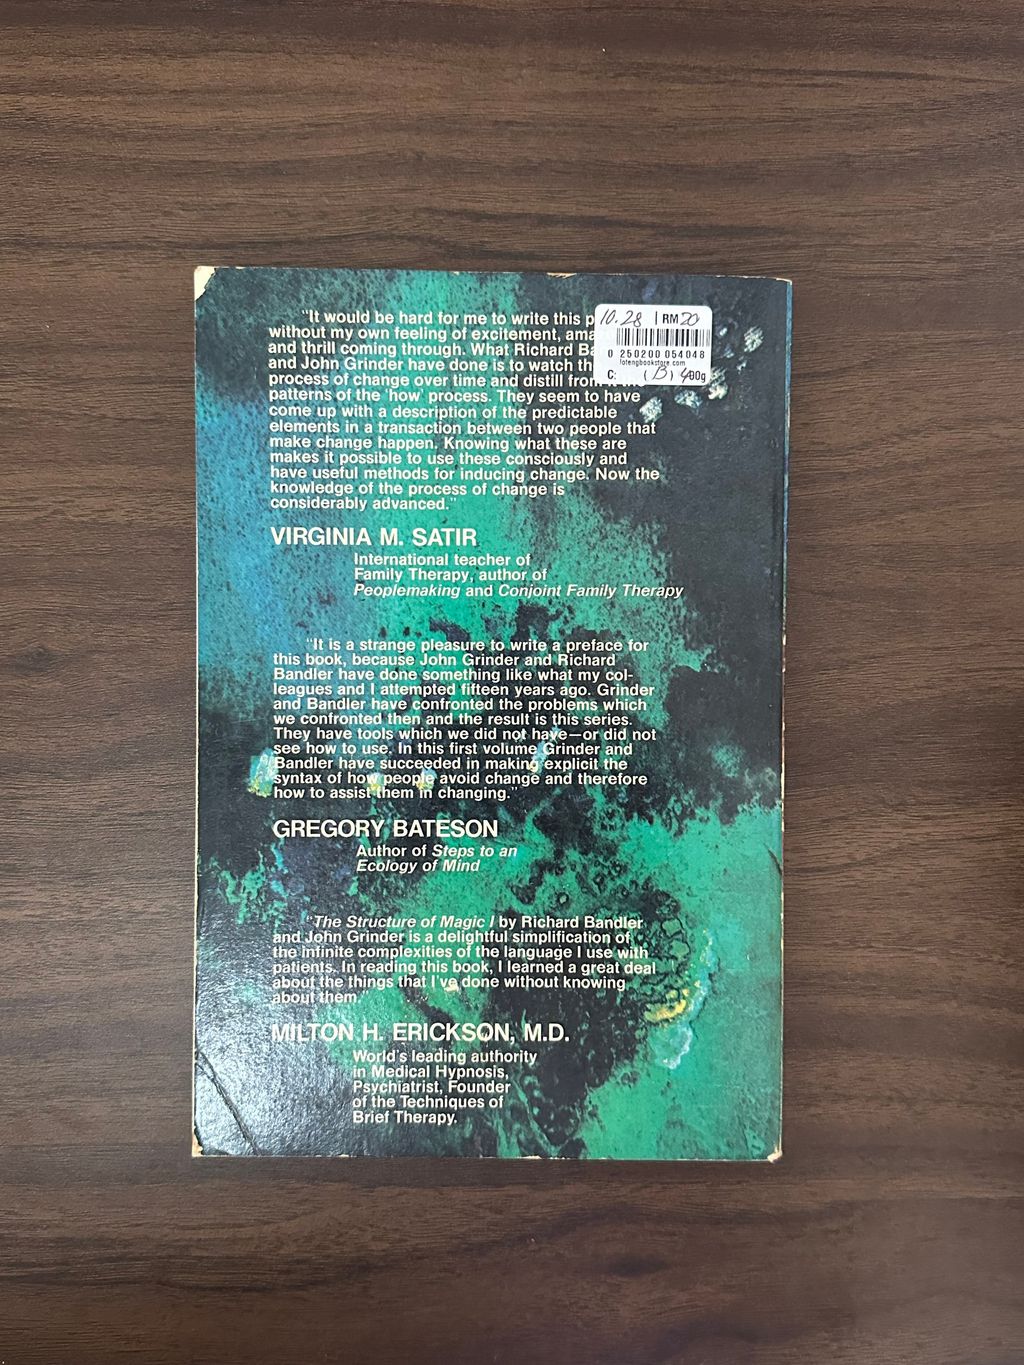 "It would be hard for me to write this
without my own feeling of excitement,
and thrill coming through. What Richard
and John Grinder have done is to watch
process of change over time and distill from
patterns of the 'how' process. They seem to have
come up with a description of the predictable
elements in a transaction between two people that
make change happen. Knowing what these are
makes it possible to use these consciously and
have useful methods for inducing change. Now the
knowledge of the process of change is
considerably advanced."
VIRGINIA M. SATIR
International teacher of
Family Therapy, author of
Peoplemaking and Conjoint Family Therapy
"It is a strange pleasure to write a preface for
this book, because John Grinder and Richard
Bandler have done something like what my col-
leagues and I attempted fifteen years ago. Grinder
and Bandler have confronted the problems which
we confronted then and the result is this series.
They have tools which we did not have—or did not
see how to use. In this first volume Grinder and
Bandler have succeeded in making explicit the
syntax of how people avoid change and therefore
how to assist them in changing."
GREGORY BATESON
Author of Steps to an
Ecology of Mind
"The Structure of Magic I by Richard Bandler
and John Grinder is a delightful simplification of
the infinite complexities of the language I use with
patients. In reading this book, I learned a great deal
about the things that I've done without knowing
about them."
MILTON H. ERICKSON, M.D.
World's leading authority
in Medical Hypnosis,
Psychiatrist, Founder
of the Techniques of
Brief Therapy.
10.28 | RM 20
0 250200 054048
C: (B)